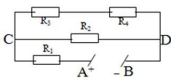 R₃ R₄
C R₂ D
R₁ A⁺ − B